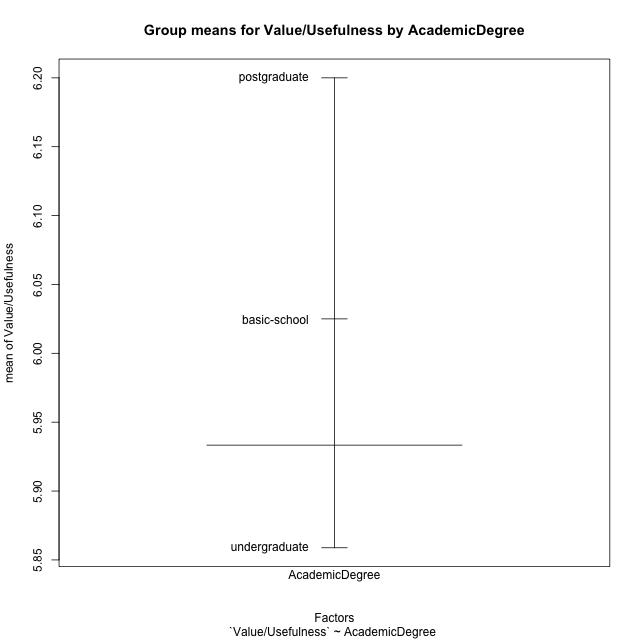 Group means for Value/Usefulness by AcademicDegree
mean of Value/Usefulness
6.20
6.15
6.10
6.05
6.00
5.95
5.90
5.85
postgraduate
basic-school
undergraduate
AcademicDegree
Factors
`Value/Usefulness` ~ AcademicDegree